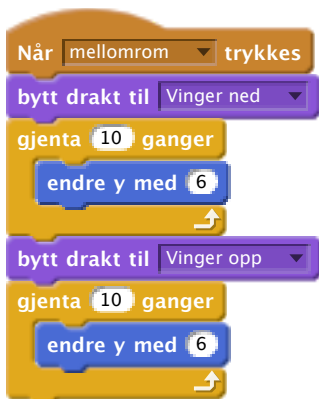 Når mellomrom trykkes
bytt drakt til Vinger ned
gjenta 10 ganger
endre y med 6
bytt drakt til Vinger opp
gjenta 10 ganger
endre y med 6